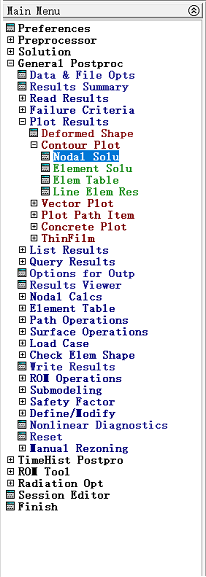 Main Menu
Preferences
Preprocessor
Solution
General Postproc
Data & File Opts
Results Summary
Read Results
Failure Criteria
Plot Results
Deformed Shape
Contour Plot
Nodal Solu
Element Solu
Elem Table
Line Elem Res
Vector Plot
Plot Path Item
Concrete Plot
ThinFilm
List Results
Query Results
Options for Outp
Results Viewer
Nodal Calcs
Element Table
Path Operations
Surface Operations
Load Case
Check Elem Shape
Write Results
ROM Operations
Submodeling
Safety Factor
Define/Modify
Nonlinear Diagnostics
Reset
Manual Rezoning
TimeHist Postpro
ROM Tool
Radiation Opt
Session Editor
Finish